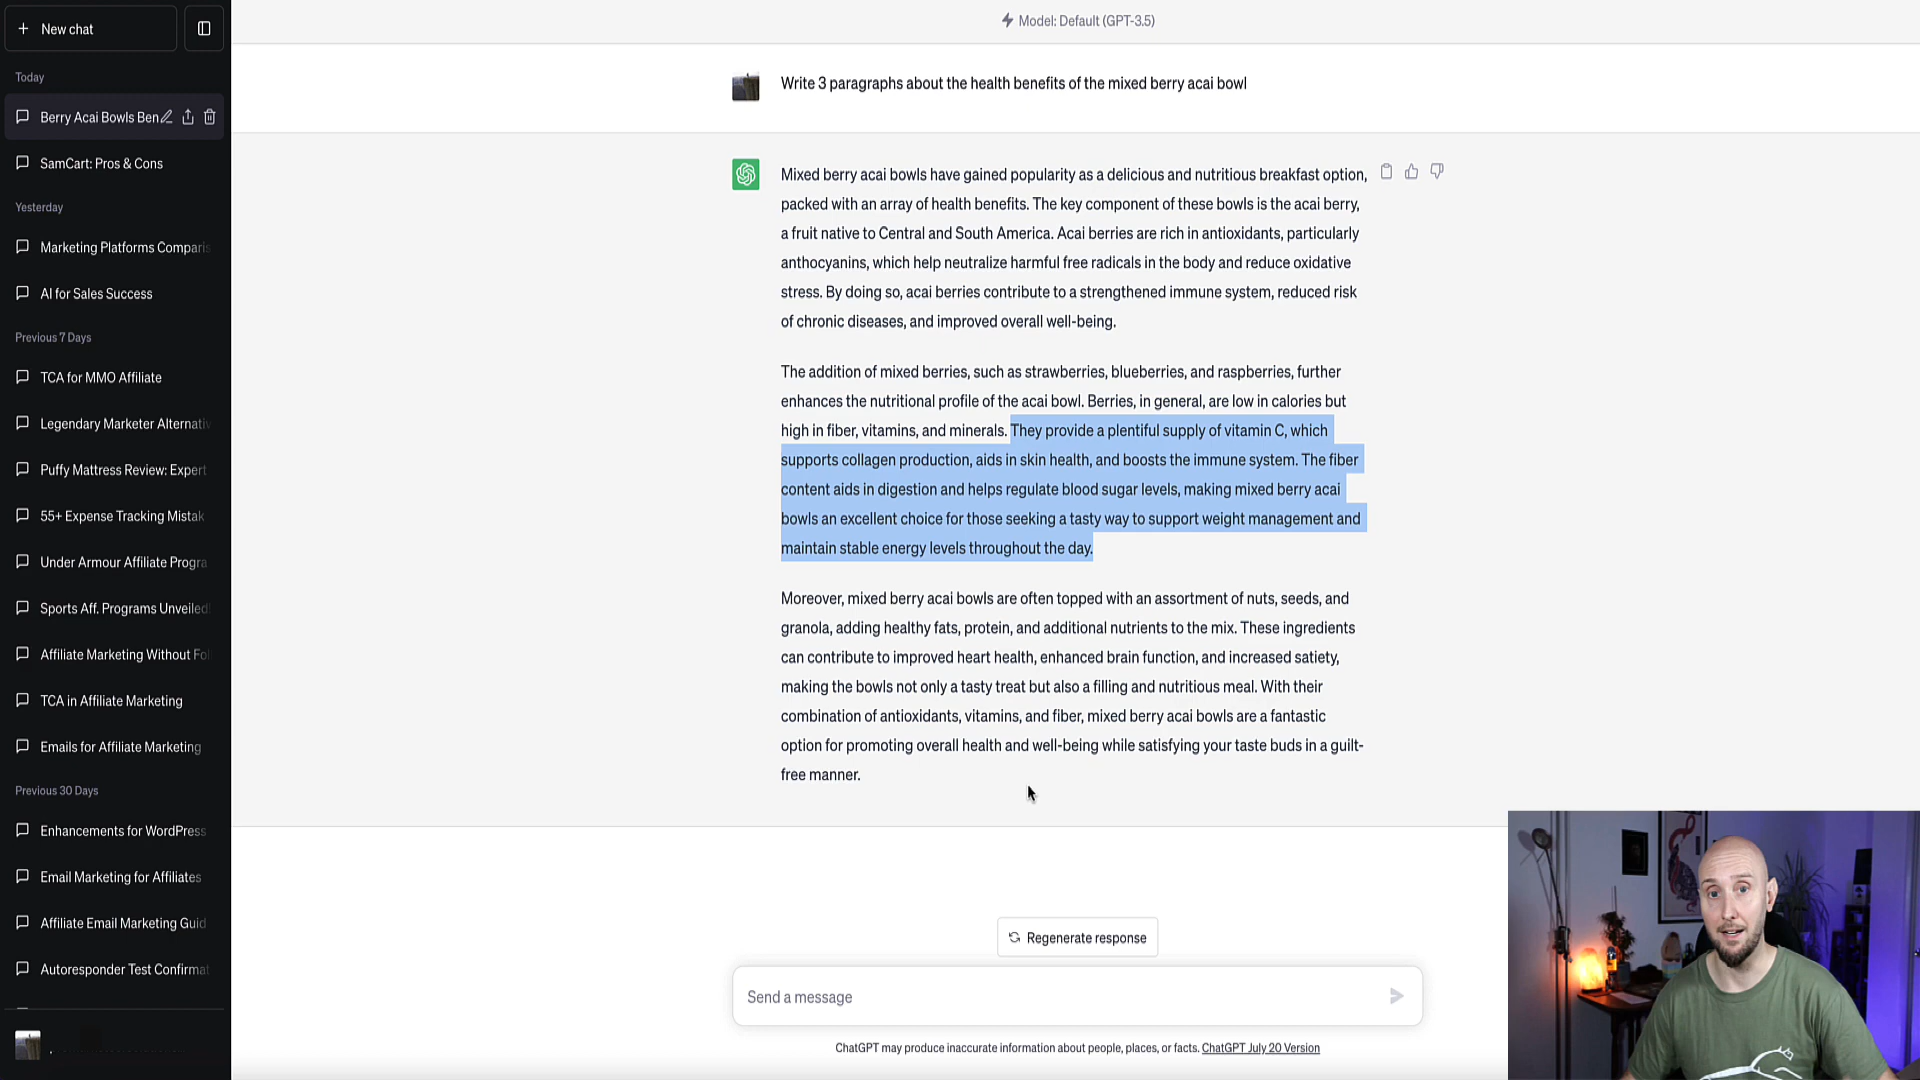 New chat
Today
Berry Acai Bowls Ben
SamCart: Pros & Cons
Yesterday
Marketing Platforms Comparis
AI for Sales Success
Previous 7 Days
TCA for MMO Affiliate
Legendary Marketer Alternativ
Puffy Mattress Review: Expert
55+ Expense Tracking Mistak
Under Armour Affiliate Progra
Sports Aff. Programs Unveiled
Affiliate Marketing Without Fo
TCA in Affiliate Marketing
Emails for Affiliate Marketing
Previous 30 Days
Enhancements for WordPress
Email Marketing for Affiliates
Affiliate Email Marketing Guid
Autoresponder Test Confirmat
Model: Default (GPT-3.5)
Write 3 paragraphs about the health benefits of the mixed berry acai bowl
Mixed berry acai bowls have gained popularity as a delicious and nutritious breakfast option,
packed with an array of health benefits. The key component of these bowls is the acai berry,
a fruit native to Central and South America. Acai berries are rich in antioxidants, particularly
anthocyanins, which help neutralize harmful free radicals in the body and reduce oxidative
stress. By doing so, acai berries contribute to a strengthened immune system, reduced risk
of chronic diseases, and improved overall well-being.
The addition of mixed berries, such as strawberries, blueberries, and raspberries, further
enhances the nutritional profile of the acai bowl. Berries, in general, are low in calories but
high in fiber, vitamins, and minerals. They provide a plentiful supply of vitamin C, which
supports collagen production, aids in skin health, and boosts the immune system. The fiber
content aids in digestion and helps regulate blood sugar levels, making mixed berry acai
bowls an excellent choice for those seeking a tasty way to support weight management and
maintain stable energy levels throughout the day.
Moreover, mixed berry acai bowls are often topped with an assortment of nuts, seeds, and
granola, adding healthy fats, protein, and additional nutrients to the mix. These ingredients
can contribute to improved heart health, enhanced brain function, and increased satiety,
making the bowls not only a tasty treat but also a filling and nutritious meal. With their
combination of antioxidants, vitamins, and fiber, mixed berry acai bowls are a fantastic
option for promoting overall health and well-being while satisfying your taste buds in a guilt-
free manner.
Regenerate response
Send a message
ChatGPT may produce inaccurate information about people, places, or facts. ChatGPT July 20 Version